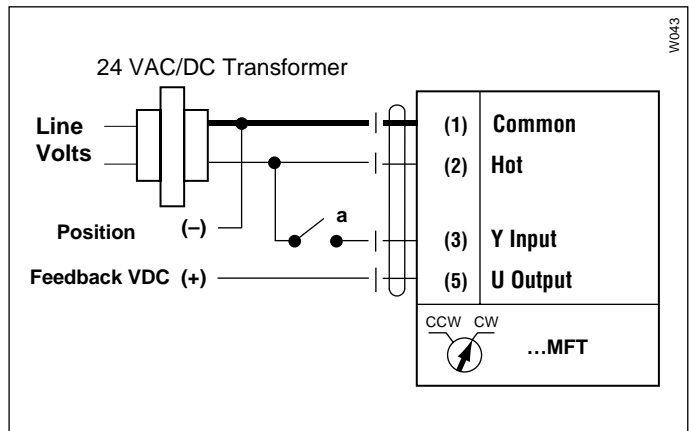 W043
24 VAC/DC Transformer
Line
Volts
(1) Common
(2) Hot
a
Position (–)
(3) Y Input
Feedback VDC (+)
(5) U Output
CCW CW
...MFT